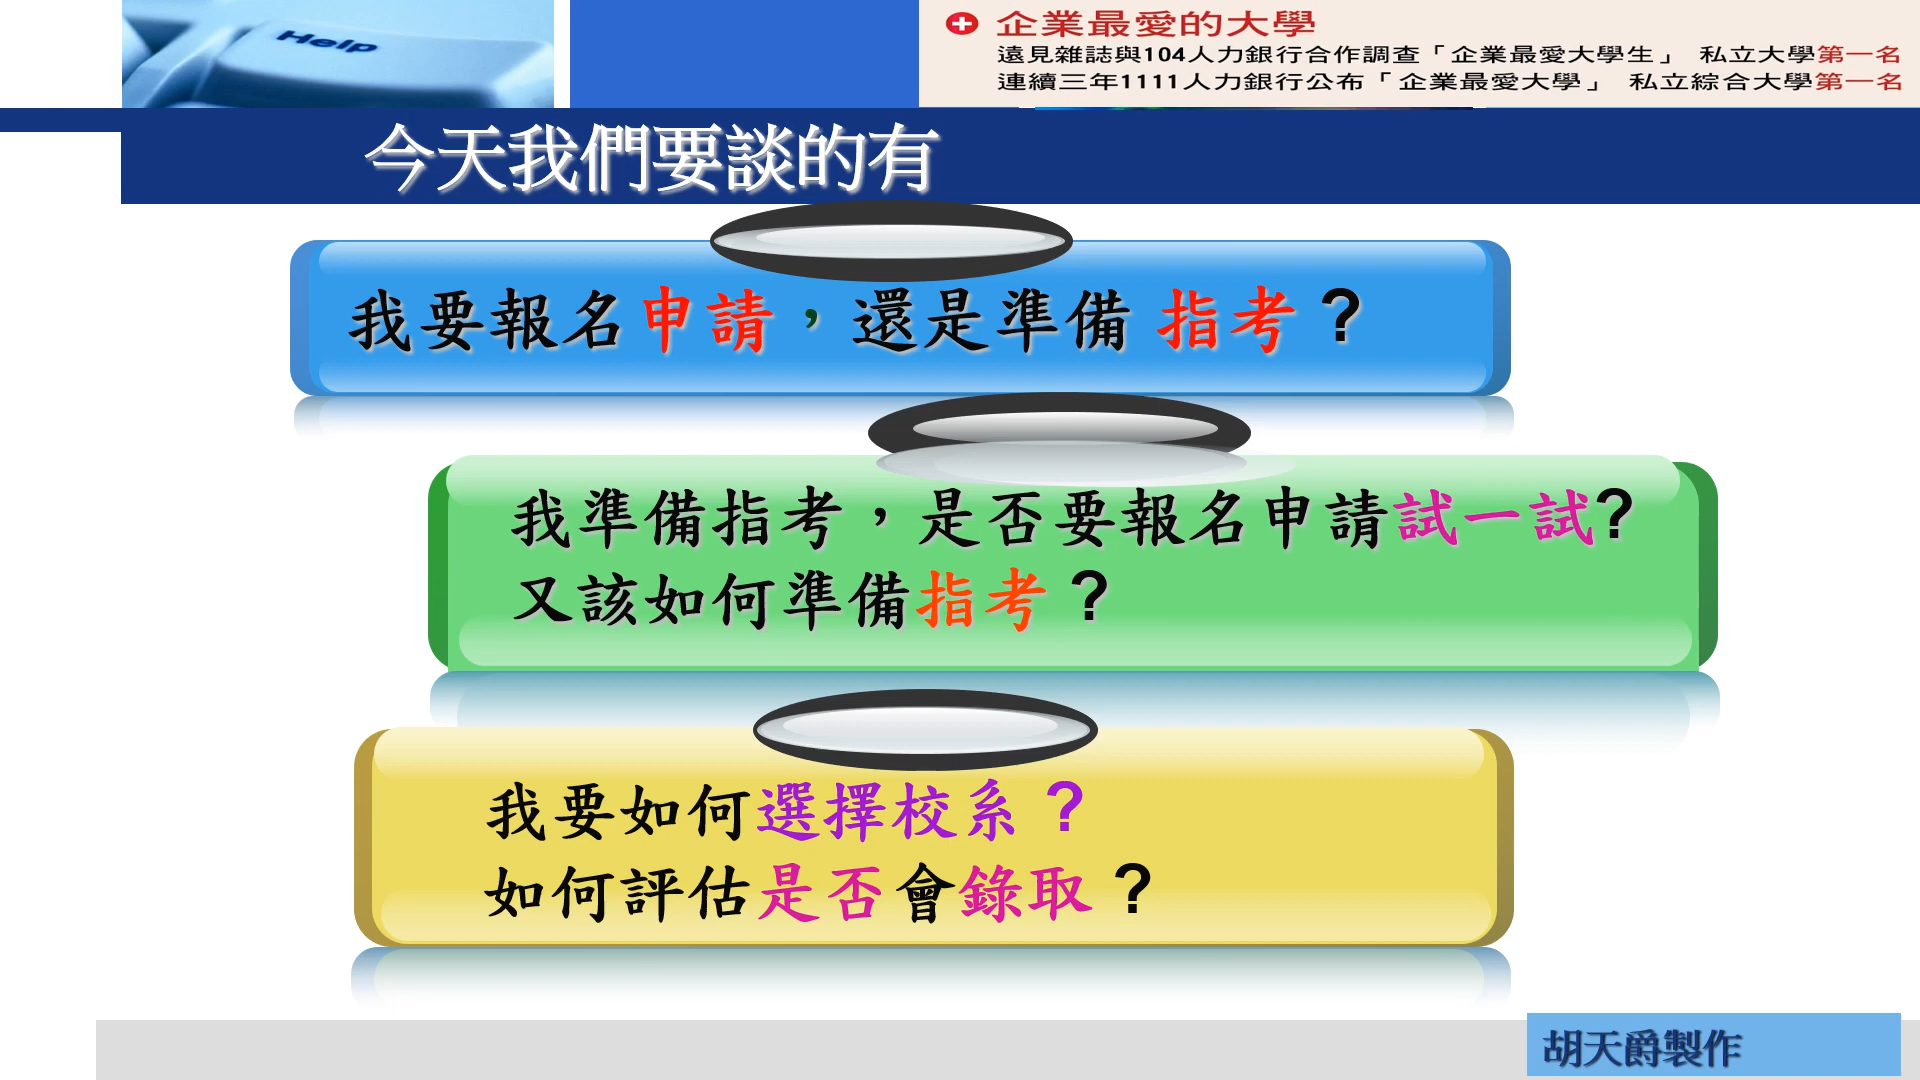 Help
企業最愛的大學
遠見雜誌與104人力銀行合作調查「企業最愛大學生」 私立大學第一名
連續三年1111人力銀行公布「企業最愛大學」 私立綜合大學第一名
今天我們要談的有
我要報名申請，還是準備 指考？
我準備指考，是否要報名申請試一試?
又該如何準備指考？
我要如何選擇校系？
如何評估是否會錄取？
胡天爵製作